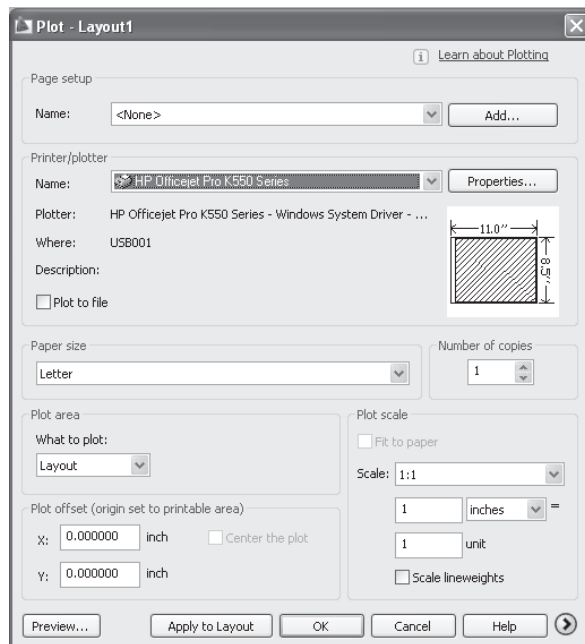 Plot - Layout1
Learn about Plotting
Page setup
Name: <None> Add...
Printer/plotter
Name: HP Officejet Pro K550 Series Properties...
Plotter: HP Officejet Pro K550 Series - Windows System Driver - ...
Where: USB001
Description:
Plot to file
11.0″
8.5″
Paper size
Letter
Number of copies
1
Plot area
What to plot:
Layout
Plot offset (origin set to printable area)
X: 0.000000 inch Center the plot
Y: 0.000000 inch
Plot scale
Fit to paper
Scale: 1:1
1 inches =
1 unit
Scale lineweights
Preview... Apply to Layout OK Cancel Help